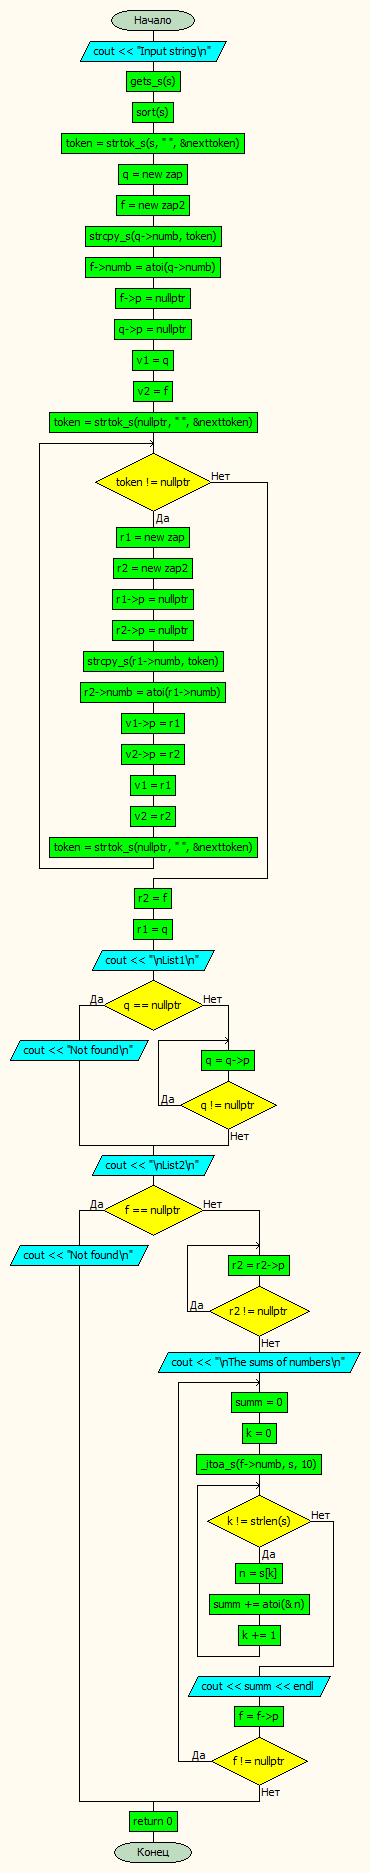 Начало
cout << "Input string\n"
gets_s(s)
sort(s)
token = strtok_s(s, " ", &nexttoken)
q = new zap
f = new zap2
strcpy_s(q->numb, token)
f->numb = atoi(q->numb)
f->p = nullptr
q->p = nullptr
v1 = q
v2 = f
token = strtok_s(nullptr, " ", &nexttoken)
token != nullptr
Нет
Да
r1 = new zap
r2 = new zap2
r1->p = nullptr
r2->p = nullptr
strcpy_s(r1->numb, token)
r2->numb = atoi(r1->numb)
v1->p = r1
v2->p = r2
v1 = r1
v2 = r2
token = strtok_s(nullptr, " ", &nexttoken)
r2 = f
r1 = q
cout << "\nList1\n"
Да
q == nullptr
Нет
cout << "Not found\n"
q = q->p
Да
q != nullptr
Нет
cout << "\nList2\n"
Да
f == nullptr
Нет
cout << "Not found\n"
r2 = r2->p
Да
r2 != nullptr
Нет
cout << "\nThe sums of numbers\n"
summ = 0
k = 0
_itoa_s(f->numb, s, 10)
k != strlen(s)
Нет
Да
n = s[k]
summ += atoi(& n)
k += 1
cout << summ << endl
f = f->p
Да
f != nullptr
Нет
return 0
Конец